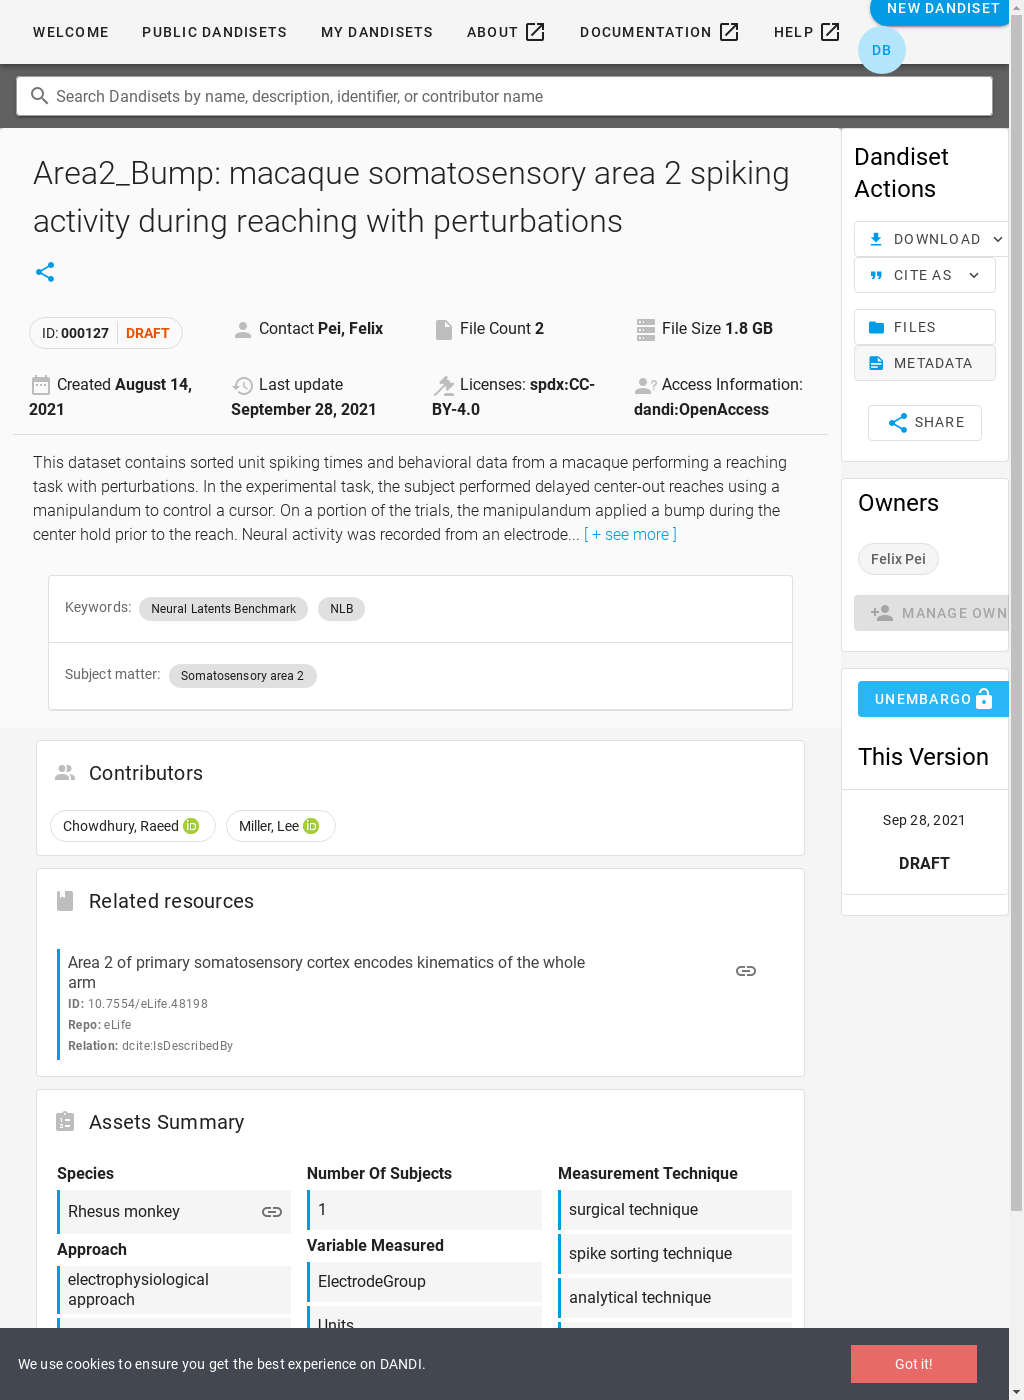 WELCOME PUBLIC DANDISETS MY DANDISETS ABOUT DOCUMENTATION HELP NEW DANDISET
DB
Search Dandisets by name, description, identifier, or contributor name
Area2_Bump: macaque somatosensory area 2 spiking
activity during reaching with perturbations
ID: 000127 DRAFT
Contact Pei, Felix
File Count 2
File Size 1.8 GB
Created August 14,
2021
Last update
September 28, 2021
Licenses: spdx:CC-
BY-4.0
Access Information:
dandi:OpenAccess
This dataset contains sorted unit spiking times and behavioral data from a macaque performing a reaching
task with perturbations. In the experimental task, the subject performed delayed center-out reaches using a
manipulandum to control a cursor. On a portion of the trials, the manipulandum applied a bump during the
center hold prior to the reach. Neural activity was recorded from an electrode... [ + see more ]
Keywords: Neural Latents Benchmark NLB
Subject matter: Somatosensory area 2
Contributors
Chowdhury, Raeed iD Miller, Lee iD
Related resources
Area 2 of primary somatosensory cortex encodes kinematics of the whole
arm
ID: 10.7554/eLife.48198
Repo: eLife
Relation: dcite:IsDescribedBy
Assets Summary
Species
Rhesus monkey
Approach
electrophysiological
approach
Number Of Subjects
1
Variable Measured
ElectrodeGroup
Units
Measurement Technique
surgical technique
spike sorting technique
analytical technique
Dandiset
Actions
DOWNLOAD
CITE AS
FILES
METADATA
SHARE
Owners
Felix Pei
MANAGE OWN
UNEMBARGO
This Version
Sep 28, 2021
DRAFT
We use cookies to ensure you get the best experience on DANDI.
Got it!